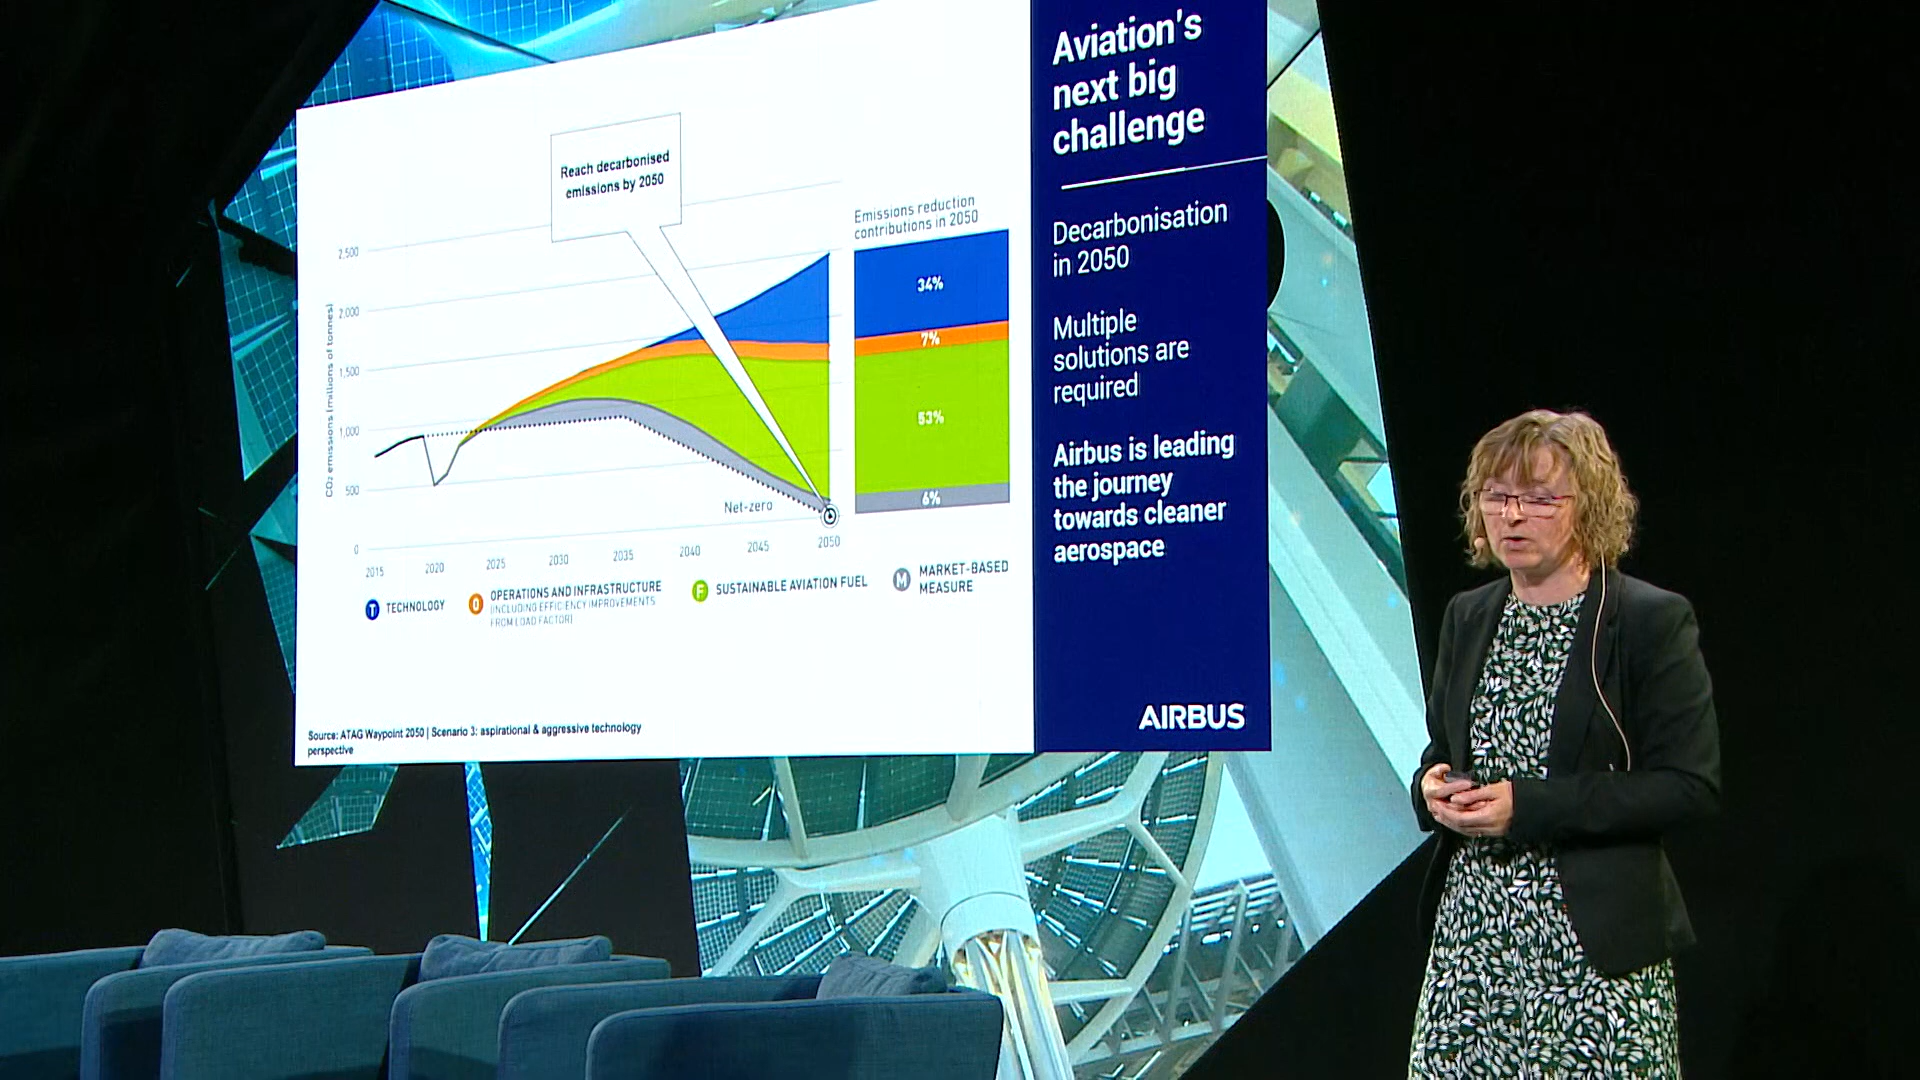 Aviation's
next big
challenge
Decarbonisation
in 2050
Multiple
solutions are
required
Airbus is leading
the journey
towards cleaner
aerospace
AIRBUS
Reach decarbonised
emissions by 2050
Emissions reduction
contributions in 2050
CO₂ emissions (millions of tonnes)
2,500
2,000
1,500
1,000
500
0
34%
7%
53%
6%
Net-zero
2015
2020
2025
2030
2035
2040
2045
2050
T TECHNOLOGY
O OPERATIONS AND INFRASTRUCTURE
(INCLUDING EFFICIENCY IMPROVEMENTS
FROM LOAD FACTOR)
F SUSTAINABLE AVIATION FUEL
M MARKET-BASED
MEASURE
Source: ATAG Waypoint 2050 | Scenario 3: aspirational & aggressive technology
perspective